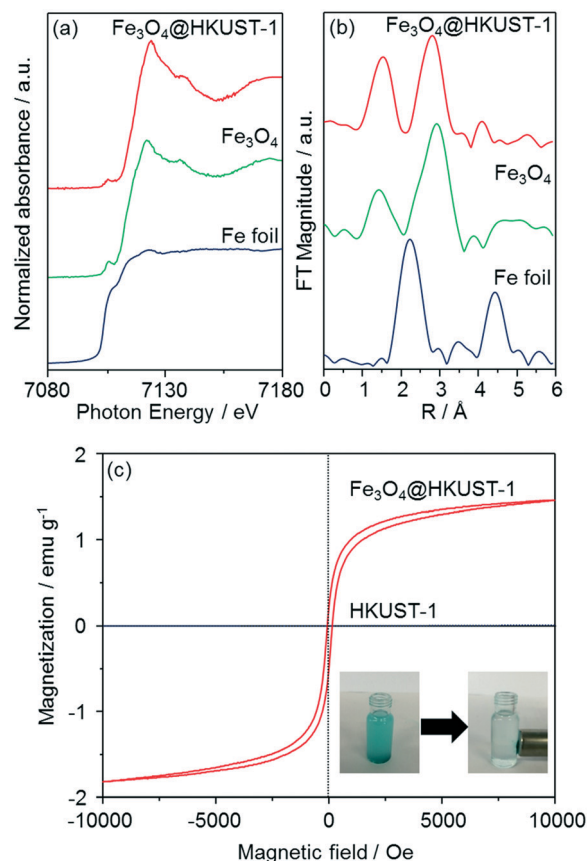 (a)
Fe₃O₄@HKUST-1
Fe₃O₄
Fe foil
Normalized absorbance / a.u.
7080
7130
7180
Photon Energy / eV
(b)
Fe₃O₄@HKUST-1
Fe₃O₄
Fe foil
FT Magnitude / a.u.
0 1 2 3 4 5 6
R / Å
(c)
Fe₃O₄@HKUST-1
HKUST-1
Magnetization / emu g⁻¹
2
1
0
-1
-2
-10000 -5000 0 5000 10000
Magnetic field / Oe